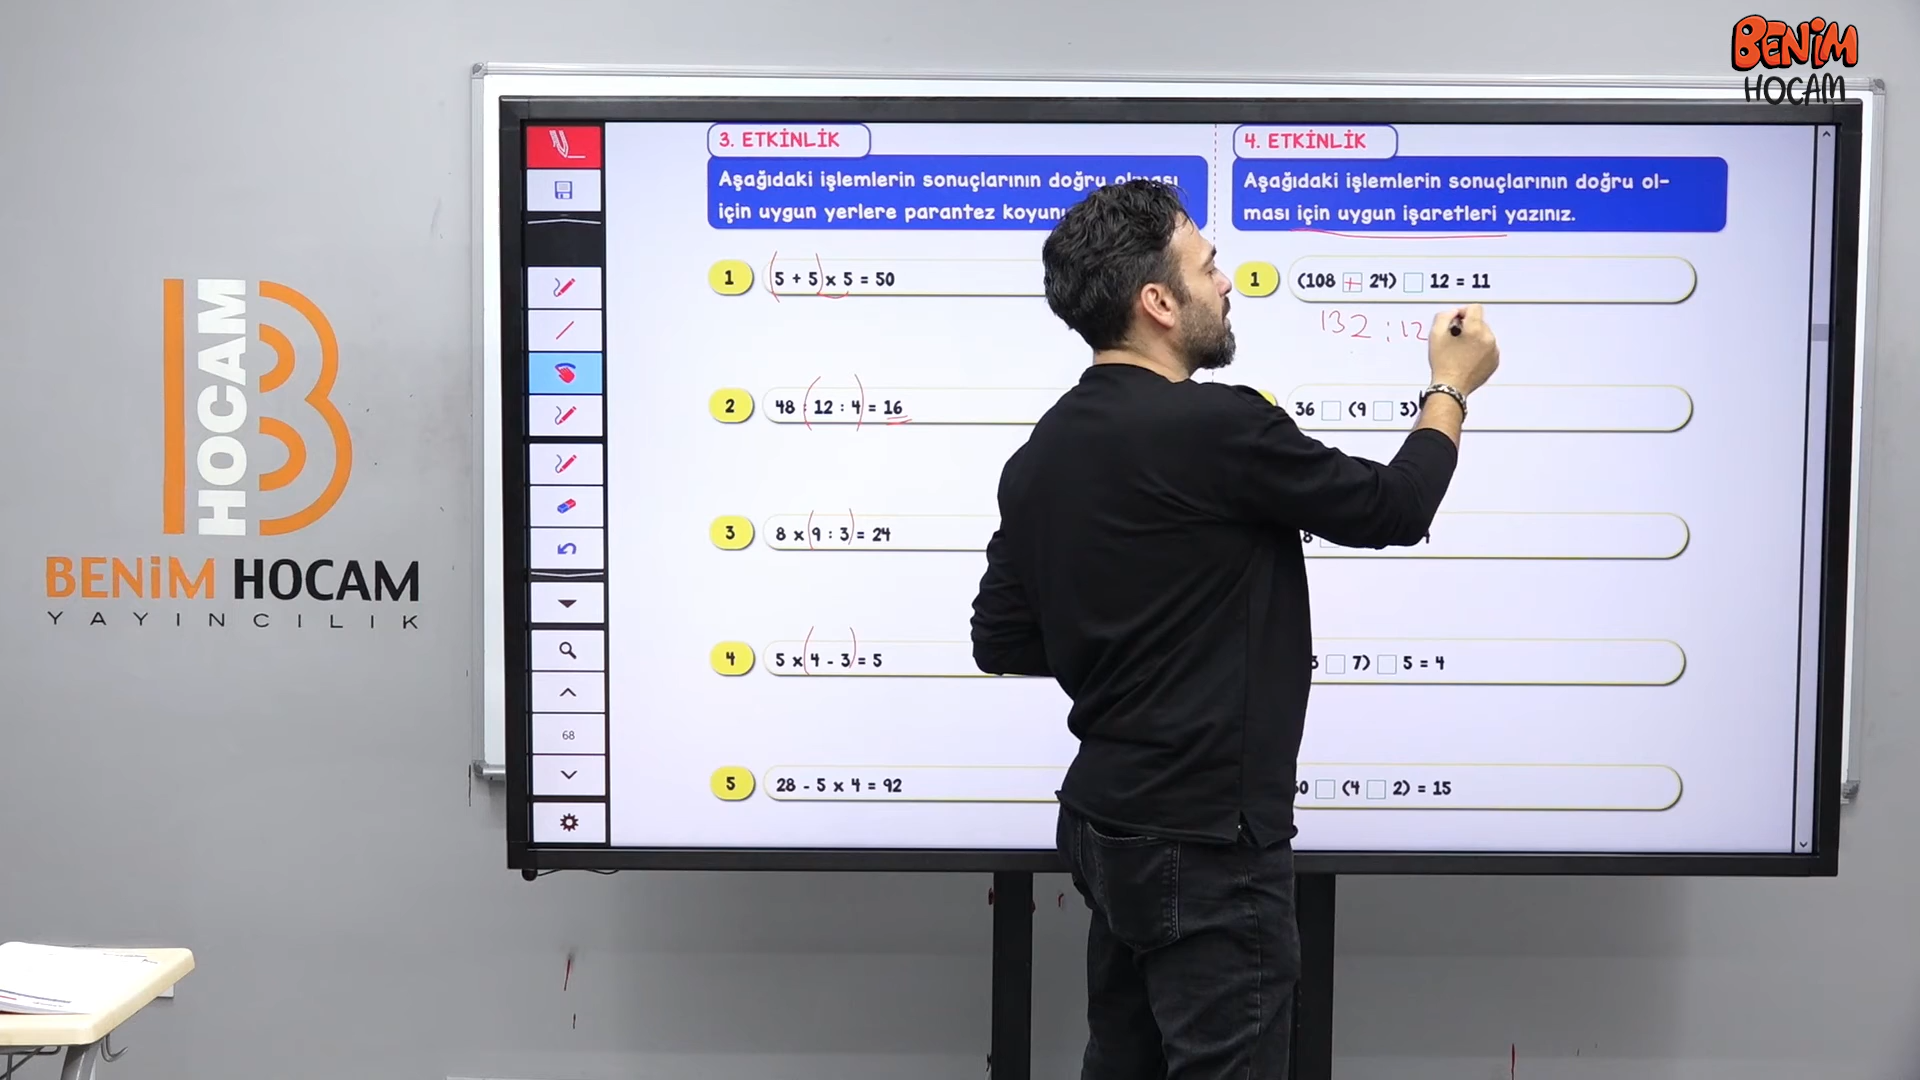 BENİM
HOCAM
HOCAM
BENİM HOCAM
YAYINCILIK
68
3. ETKİNLİK
Aşağıdaki işlemlerin sonuçlarının doğru olması
için uygun yerlere parantez koyunu
1 (5 + 5) x 5 = 50
2 48 : (12 : 4) = 16
3 8 x (9 : 3) = 24
4 5 x (4 - 3) = 5
5 28 - 5 x 4 = 92
4. ETKİNLİK
Aşağıdaki işlemlerin sonuçlarının doğru ol-
ması için uygun işaretleri yazınız.
1 (108 + 24) □ 12 = 11
132 : 12
36 □ (9 □ 3)
7) □ 5 = 4
□ (4 □ 2) = 15